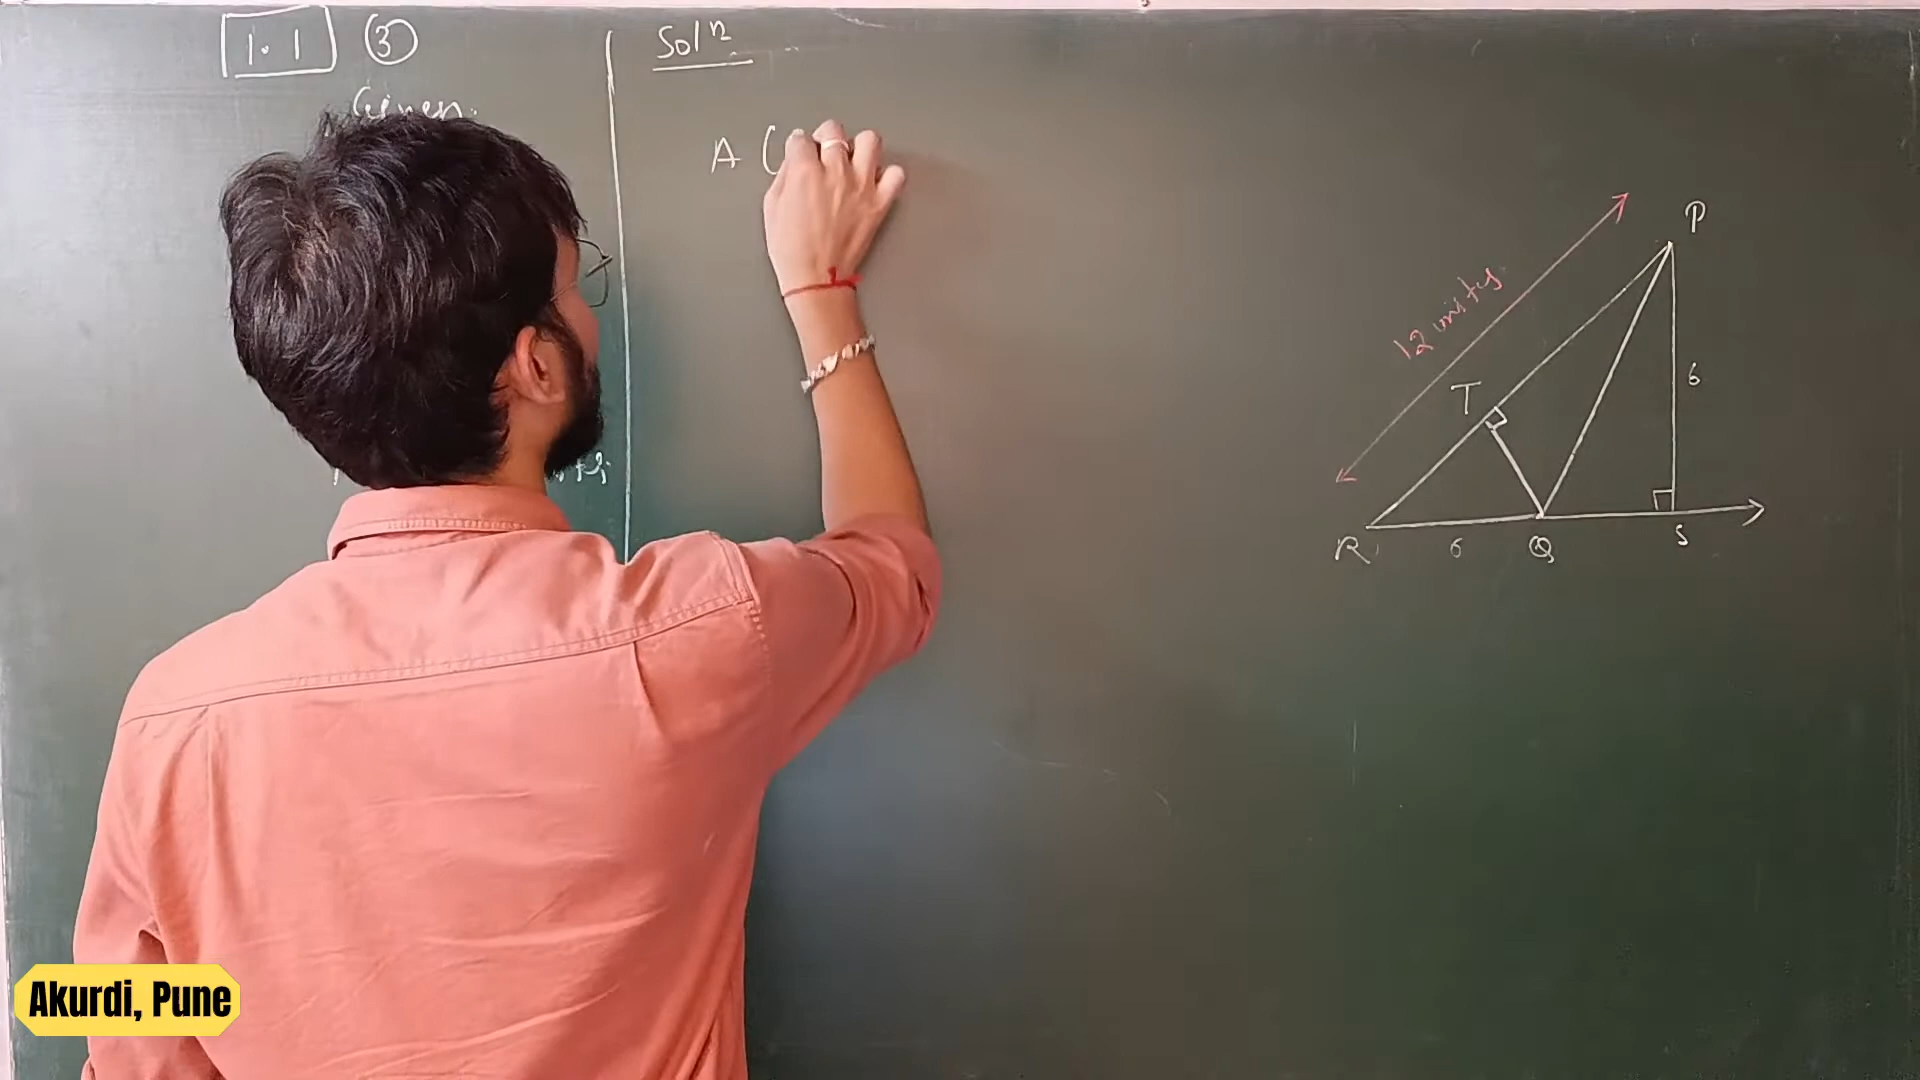 1.1 ③
Given:
Solⁿ
A (
P
12 units
T
6
R 6 Q S
Akurdi, Pune